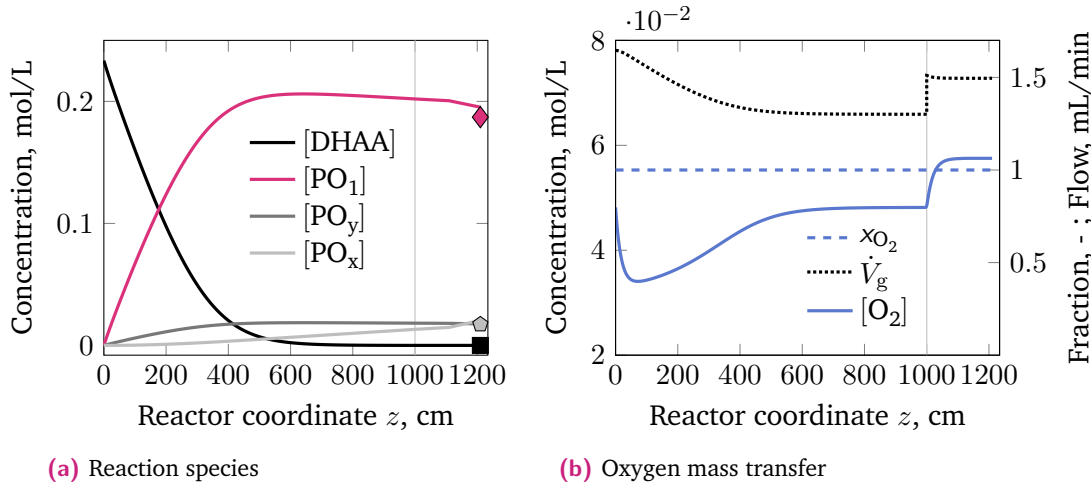 Concentration, mol/L
0.2
0.1
0
[DHAA]
[PO1]
[POy]
[POx]
0 200 400 600 800 1000 1200
Reactor coordinate z, cm
(a) Reaction species
·10−2
Concentration, mol/L
8
6
4
2
xO2
V̇g
[O2]
1.5
1
0.5
Fraction, - ; Flow, mL/min
0 200 400 600 800 1000 1200
Reactor coordinate z, cm
(b) Oxygen mass transfer